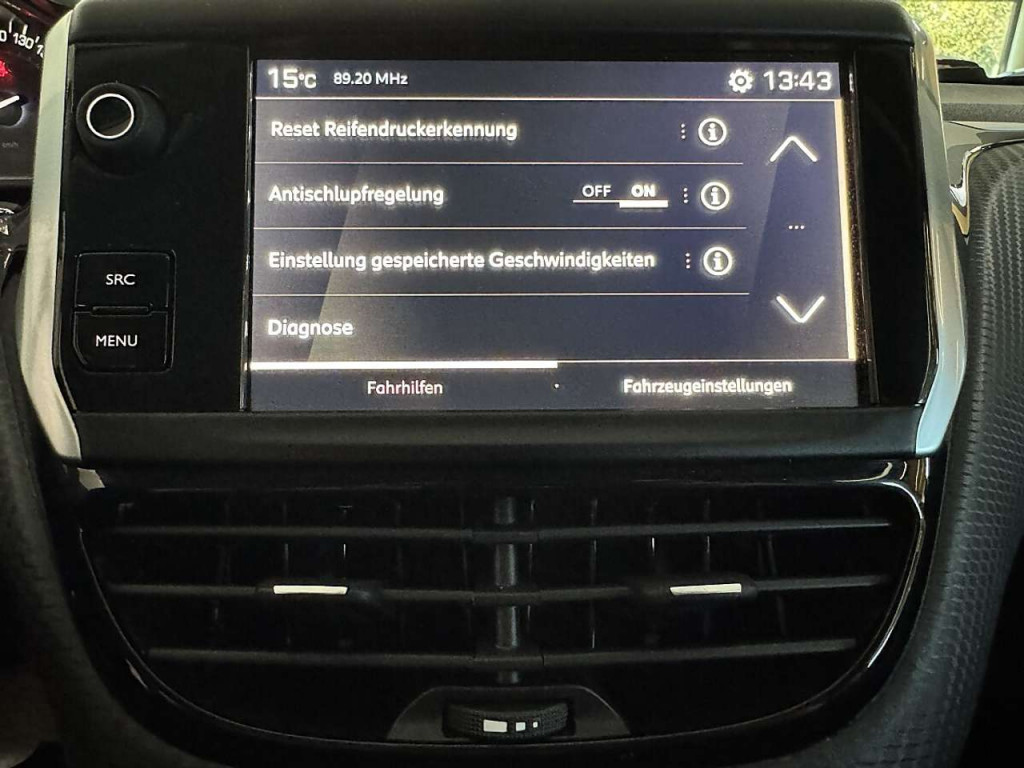 130
15°C 89.20 MHz 13:43
Reset Reifendruckerkennung
Antischlupfregelung OFF ON
Einstellung gespeicherte Geschwindigkeiten
Diagnose
Fahrhilfen Fahrzeugeinstellungen
SRC
MENU